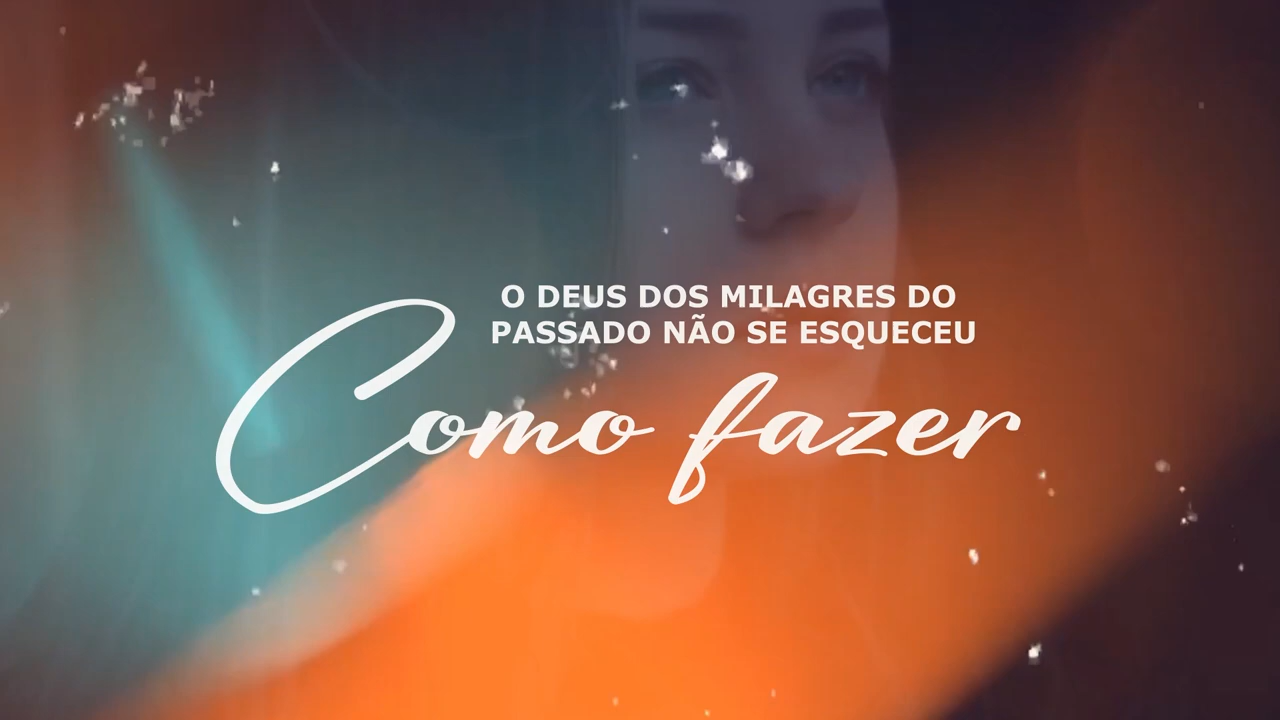 O DEUS DOS MILAGRES DO
PASSADO NÃO SE ESQUECEU
Como fazer